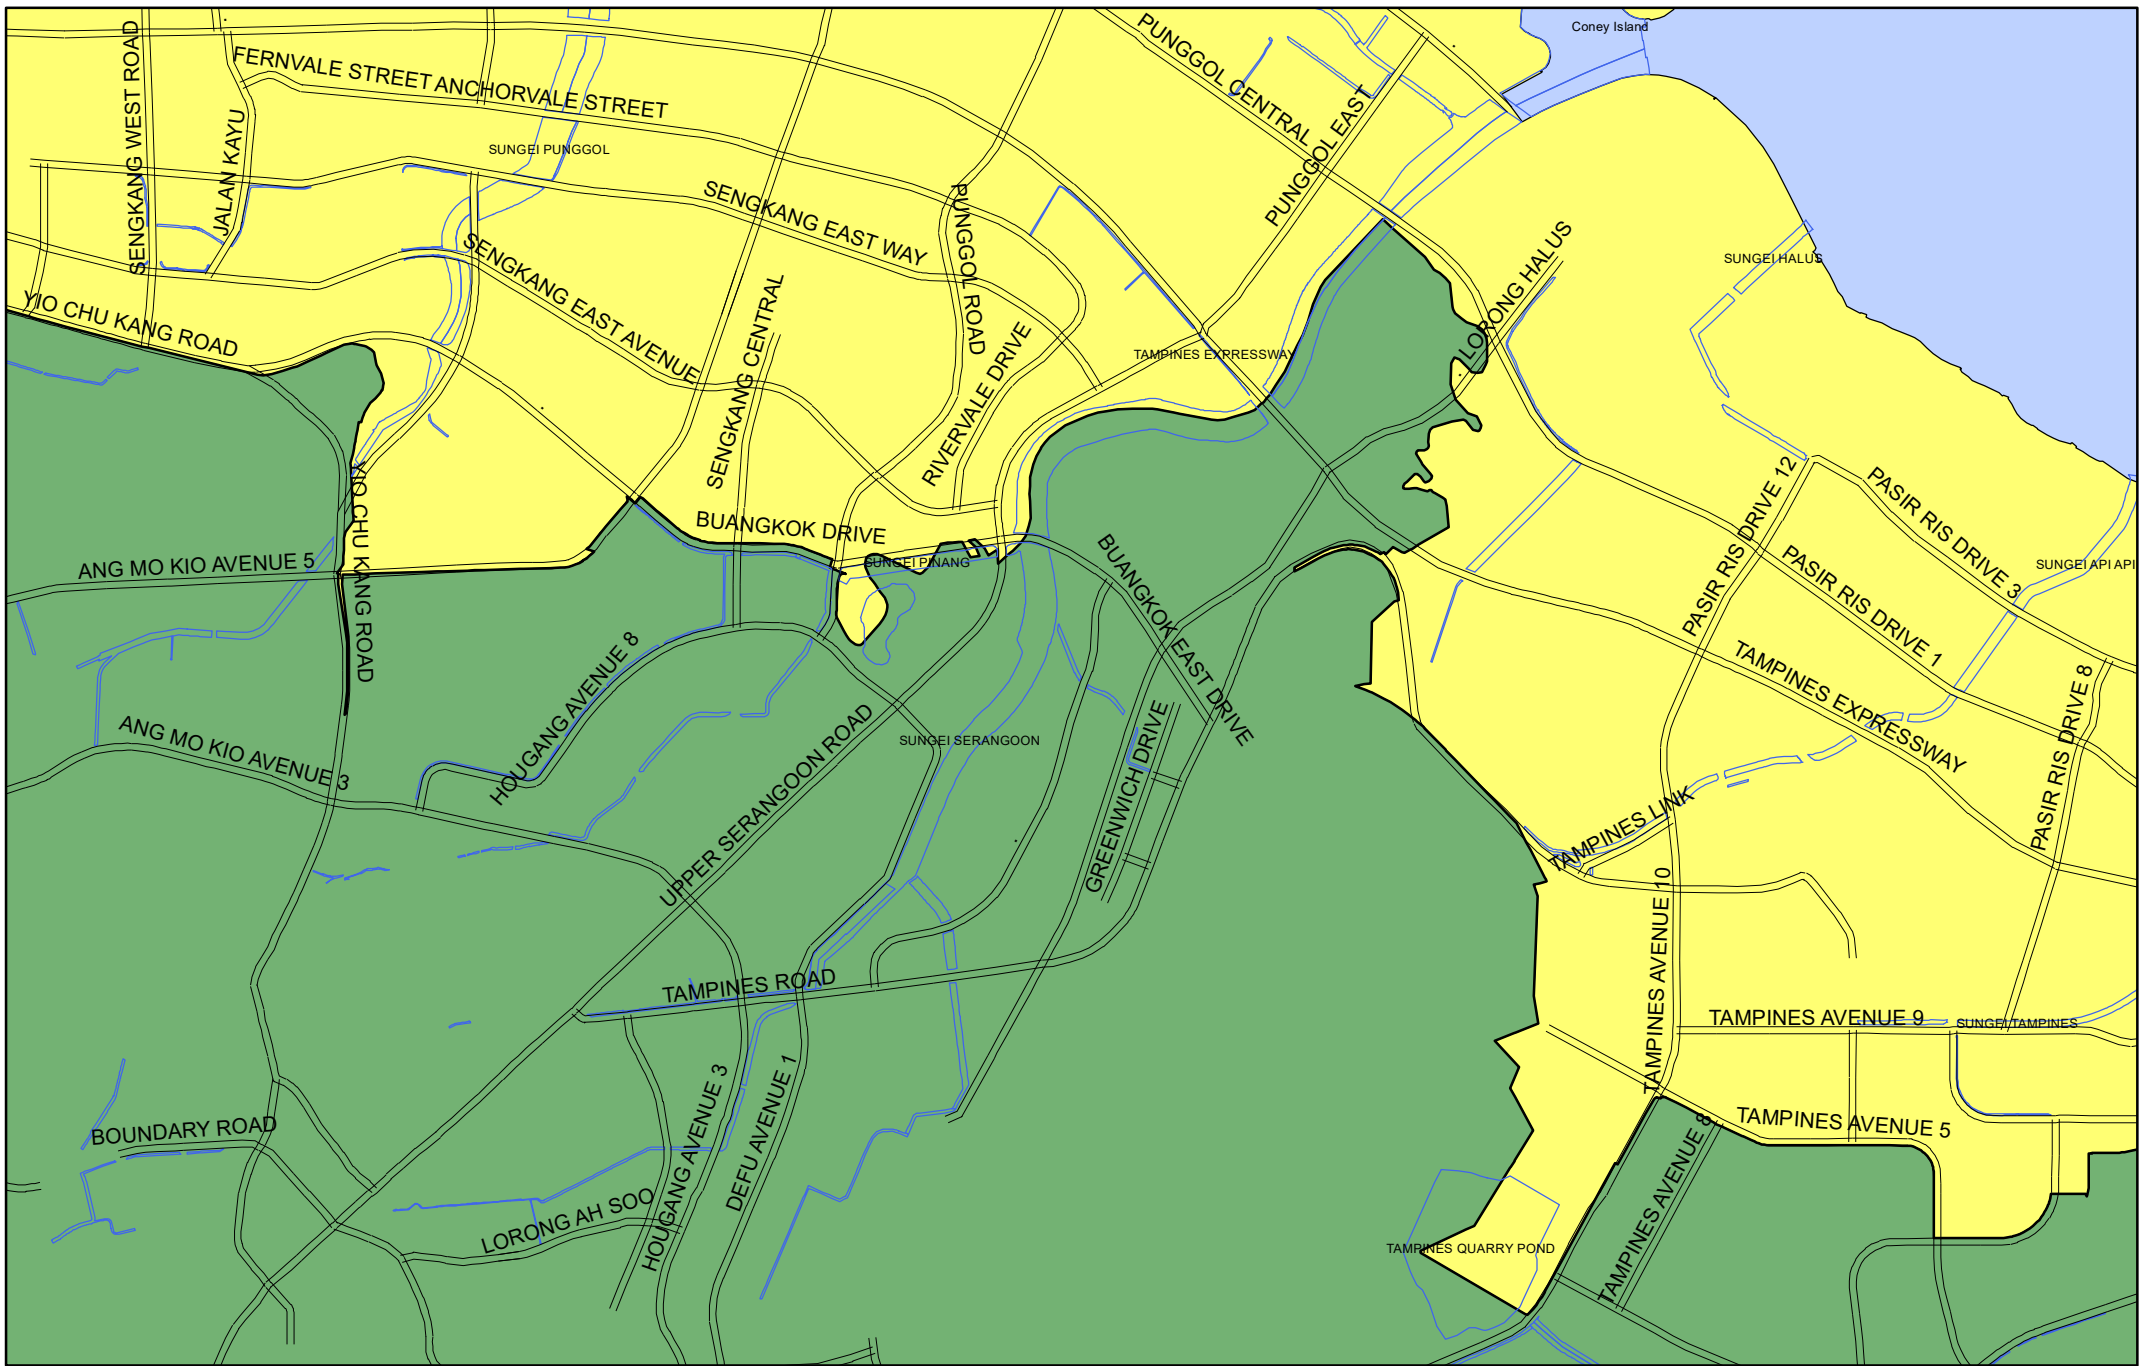 Coney Island
PUNGGOL CENTRAL
SENGKANG WEST ROAD
FERNVALE STREET
ANCHORVALE STREET
JALAN KAYU
SUNGEI PUNGGOL
PUNGGOL EAST
SENGKANG EAST WAY
PUNGGOL ROAD
LORONG HALUS
SUNGEI HALUS
SENGKANG EAST AVENUE
YIO CHU KANG ROAD
SENGKANG CENTRAL
RIVERVALE DRIVE
TAMPINES EXPRESSWAY
PASIR RIS DRIVE 12
PASIR RIS DRIVE 3
YIO CHU KANG ROAD
BUANGKOK DRIVE
SUNGEI PINANG
BUANGKOK EAST DRIVE
PASIR RIS DRIVE 1
SUNGEI API API
ANG MO KIO AVENUE 5
HOUGANG AVENUE 8
TAMPINES EXPRESSWAY
PASIR RIS DRIVE 8
ANG MO KIO AVENUE 3
UPPER SERANGOON ROAD
SUNGEI SERANGOON
GREENWICH DRIVE
TAMPINES LINK
TAMPINES AVENUE 10
TAMPINES ROAD
TAMPINES AVENUE 9
SUNGEI TAMPINES
BOUNDARY ROAD
HOUGANG AVENUE 3
DEFU AVENUE 1
TAMPINES AVENUE 5
TAMPINES AVENUE 8
LORONG AH SOO
TAMPINES QUARRY POND